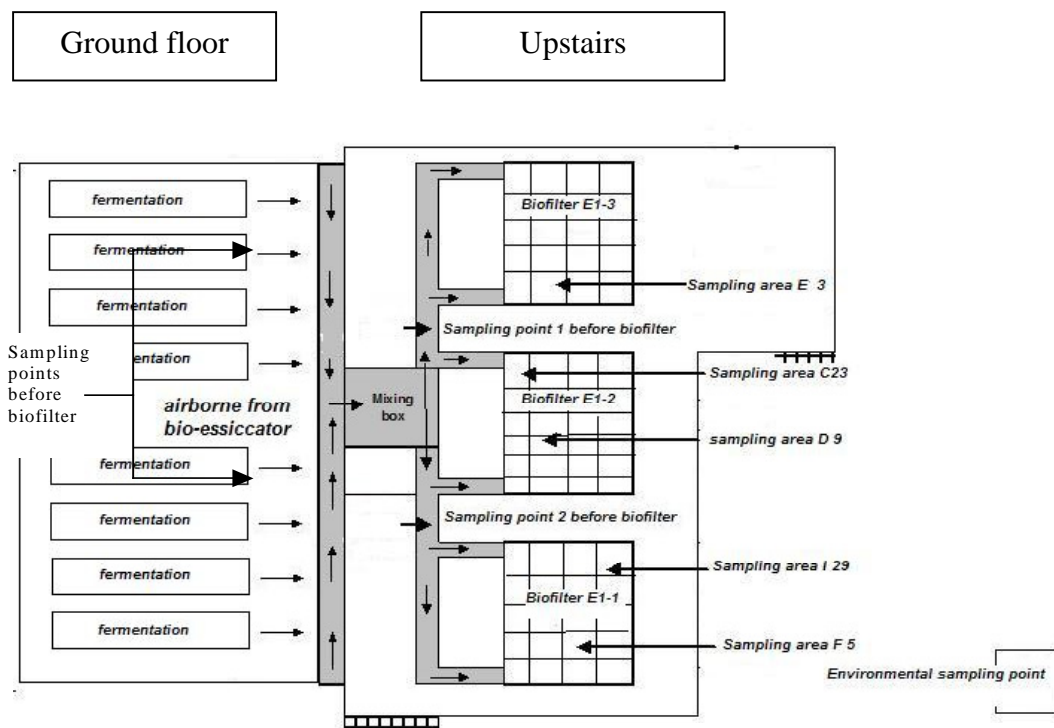 Ground floor
Upstairs
fermentation
fermentation
fermentation
Sampling
points
before
biofilter
airborne from
bio-essiccator
fermentation
fermentation
fermentation
Mixing
box
Biofilter E1-3
Sampling area E 3
Sampling point 1 before biofilter
Sampling area C23
Biofilter E1-2
sampling area D 9
Sampling point 2 before biofilter
Sampling area I 29
Biofilter E1-1
Sampling area F 5
Environmental sampling point
mentation
fermentation